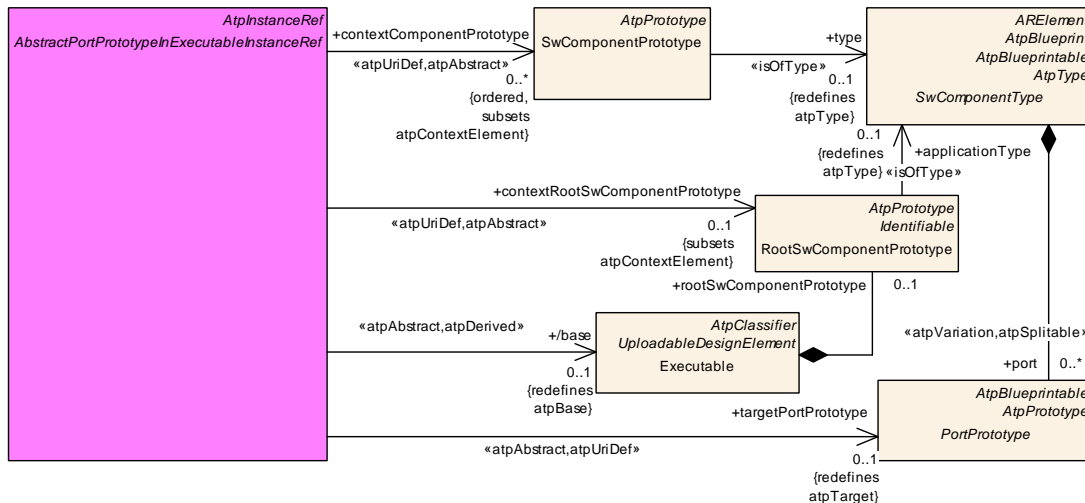 AtpInstanceRef
AbstractPortPrototypeInExecutableInstanceRef
+contextComponentPrototype
«atpUriDef,atpAbstract»
0..*
{ordered,
subsets
atpContextElement}
AtpPrototype
SwComponentPrototype
+type
«isOfType»
0..1
{redefines
atpType}
ARElement
AtpBlueprint
AtpBlueprintable
AtpType
SwComponentType
0..1
{redefines
atpType}
+applicationType
«isOfType»
+contextRootSwComponentPrototype
«atpUriDef,atpAbstract»
0..1
{subsets
atpContextElement}
AtpPrototype
Identifiable
RootSwComponentPrototype
+rootSwComponentPrototype
0..1
«atpAbstract,atpDerived»
+/base
0..1
{redefines
atpBase}
AtpClassifier
UploadableDesignElement
Executable
«atpVariation,atpSplitable»
+port
0..*
+targetPortPrototype
«atpAbstract,atpUriDef»
0..1
{redefines
atpTarget}
AtpBlueprintable
AtpPrototype
PortPrototype